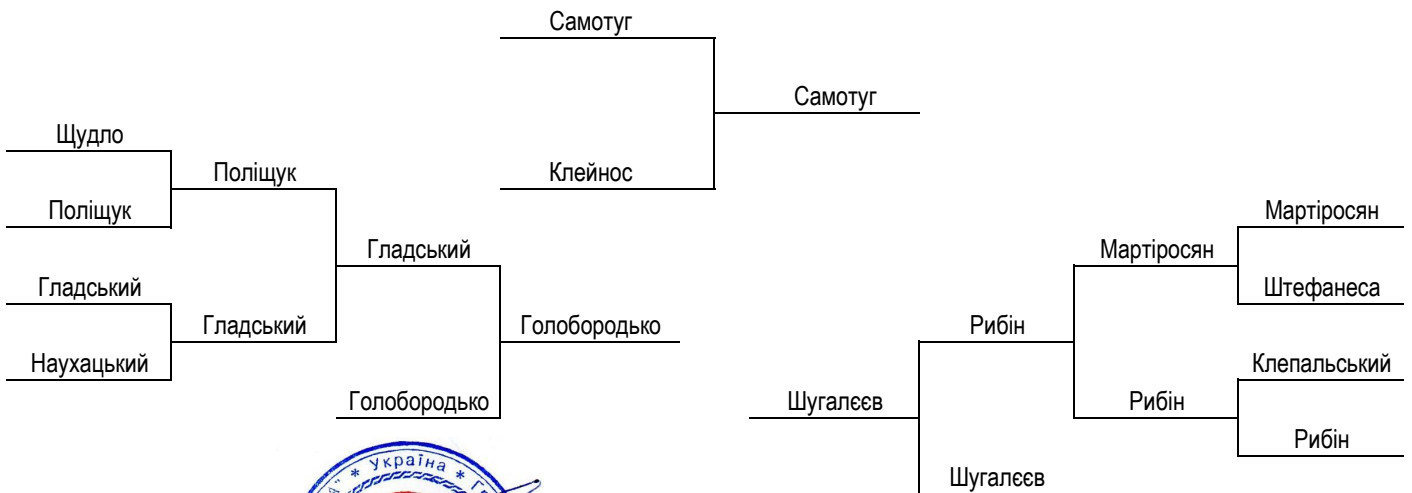 Самотуг
Самотуг
Щудло
Поліщук
Клейнос
Поліщук
Мартіросян
Гладський
Мартіросян
Гладський
Штефанеса
Гладський
Голобородько
Рибін
Наухацький
Клепальський
Голобородько
Шугалєєв
Рибін
Рибін
* Україна *
Шугалєєв